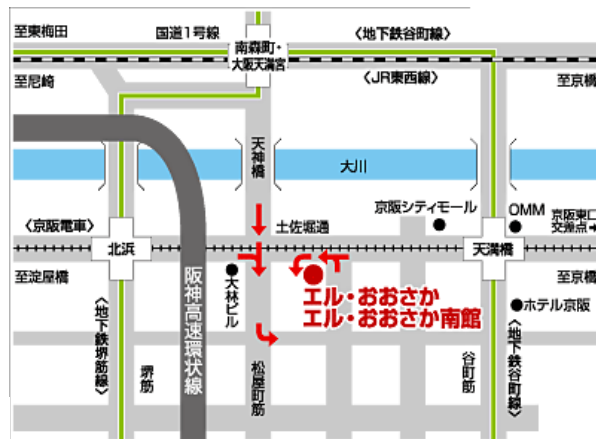 至東梅田
国道1号線
〈地下鉄谷町線〉
南森町・
大阪天満宮
至尼崎
〈JR東西線〉
至京橋
天神橋
大川
京阪シティモール
OMM
京阪東口
交差点→
〈京阪電車〉
土佐堀通
北浜
天満橋
至淀屋橋
大林ビル
至京橋
エル・おおさか
エル・おおさか南館
ホテル京阪
阪神高速環状線
〈地下鉄堺筋線〉
堺筋
松屋町筋
谷町筋
〈地下鉄谷町線〉